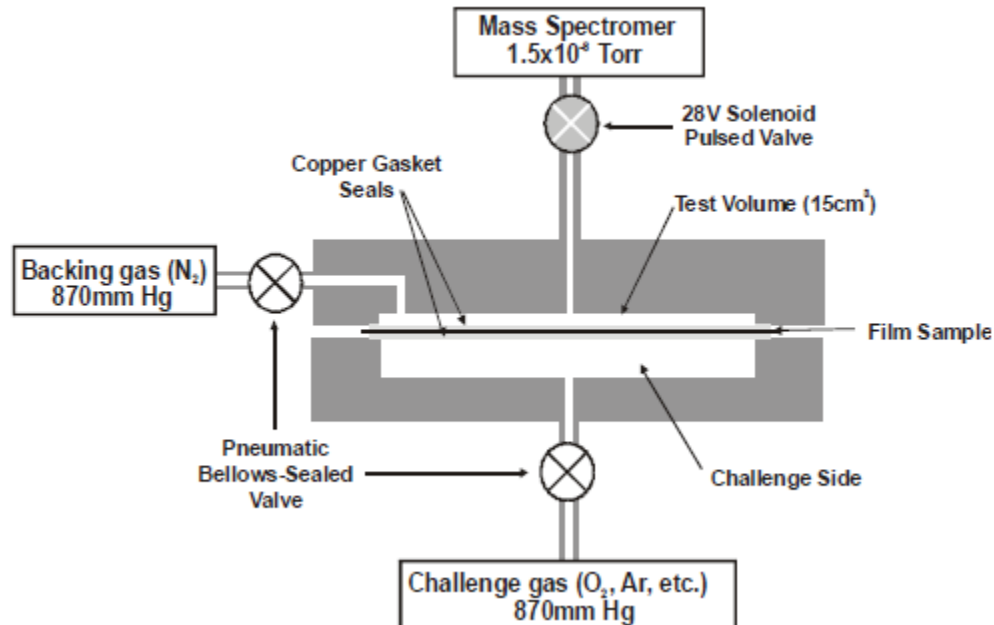 Mass Spectromer
1.5x10⁻⁸ Torr
28V Solenoid
Pulsed Valve
Copper Gasket
Seals
Test Volume (15cm³)
Backing gas (N₂)
870mm Hg
Film Sample
Pneumatic
Bellows-Sealed
Valve
Challenge Side
Challenge gas (O₂, Ar, etc.)
870mm Hg